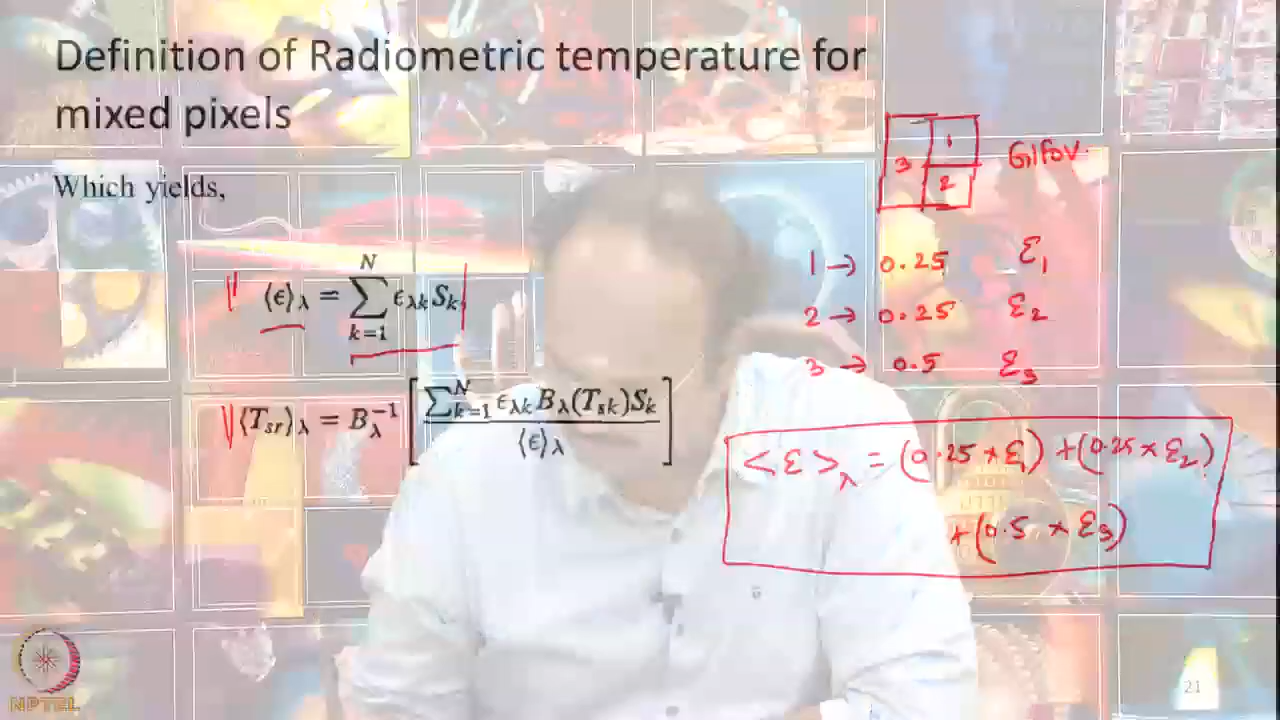 Definition of Radiometric temperature for
mixed pixels
Which yields,
⟨ϵ⟩λ = ∑_{k=1}^{N} ϵλk Sk
⟨Tsr⟩λ = Bλ^{-1} [ ∑_{k=1}^{N} ϵλk Bλ(Tsk)Sk / ⟨ϵ⟩λ ]
3 1 GIFOV.
2
1 → 0.25 ε1
2 → 0.25 ε2
3 → 0.5 ε3
<ε>λ = (0.25 × ε1) + (0.25 × ε2)
+ (0.5 × ε3)
NPTEL
21